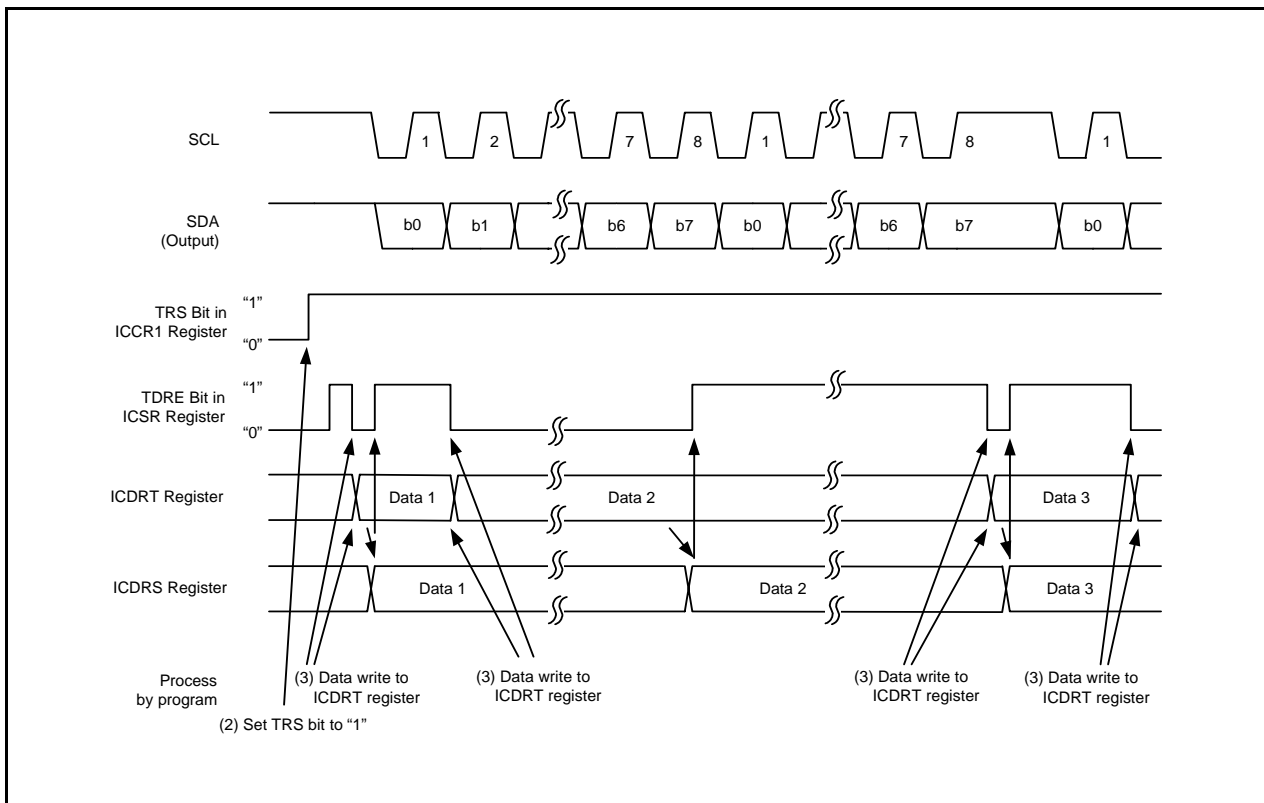 SCL
1 2 7 8 1 7 8 1
SDA
(Output)
b0 b1 b6 b7 b0 b6 b7 b0
“1”
TRS Bit in
ICCR1 Register
“0”
“1”
TDRE Bit in
ICSR Register
“0”
ICDRT Register
Data 1 Data 2 Data 3
ICDRS Register
Data 1 Data 2 Data 3
Process
by program
(3) Data write to
ICDRT register
(3) Data write to
ICDRT register
(3) Data write to
ICDRT register
(3) Data write to
ICDRT register
(2) Set TRS bit to “1”